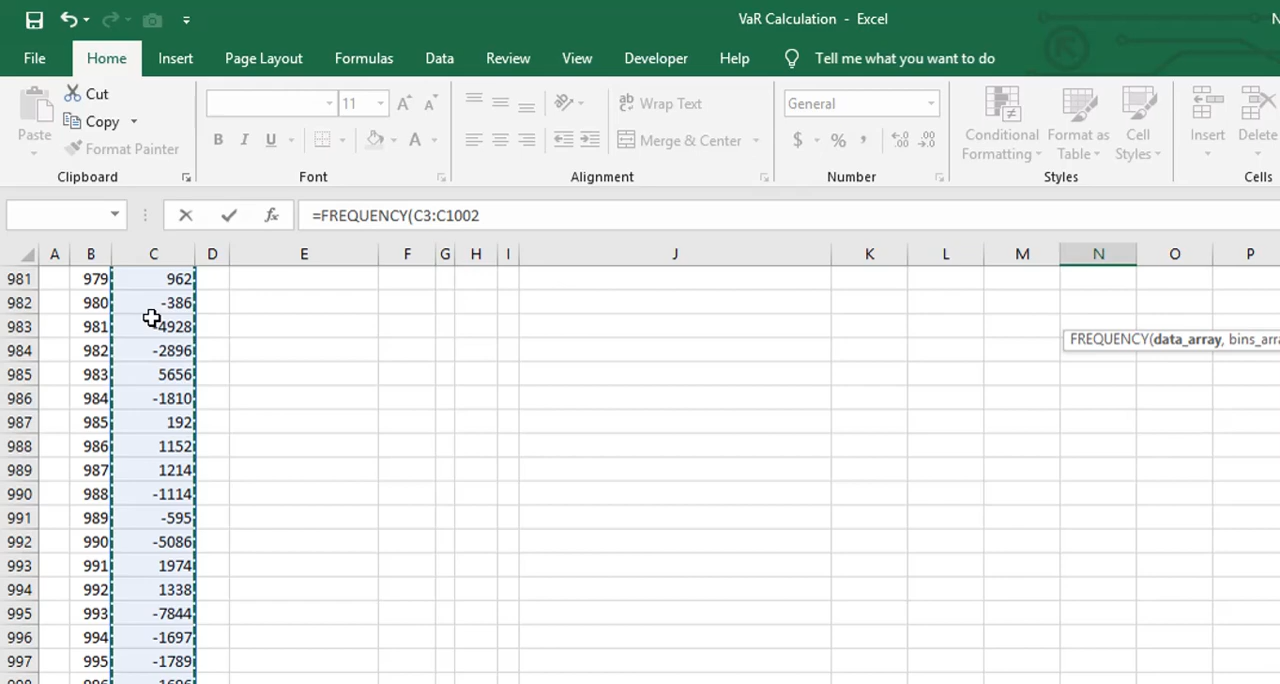 VaR Calculation - Excel
File Home Insert Page Layout Formulas Data Review View Developer Help Tell me what you want to do
Paste
Cut
Copy
Format Painter
Clipboard
11
A A
B I U A
Font
ab Wrap Text
Merge & Center
Alignment
General
$ % ,
Number
Conditional Formatting
Format as Table
Cell Styles
Styles
Insert
Delete
Cells
fx =FREQUENCY(C3:C1002
A B C D E F G H I J K L M N O P
981 979 962
982 980 -386
983 981 4928
984 982 -2896
FREQUENCY(data_array, bins_arra
985 983 5656
986 984 -1810
987 985 192
988 986 1152
989 987 1214
990 988 -1114
991 989 -595
992 990 -5086
993 991 1974
994 992 1338
995 993 -7844
996 994 -1697
997 995 -1789